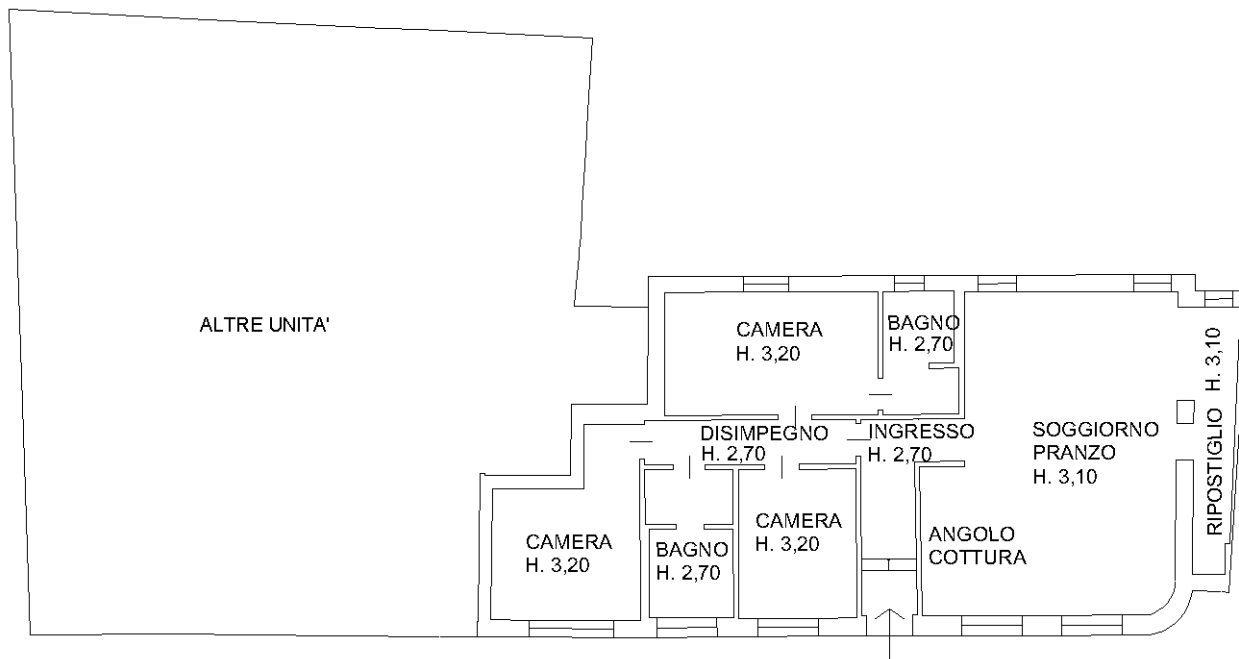 ALTRE UNITA'
CAMERA
H. 3,20
BAGNO
H. 2,70
DISIMPEGNO
H. 2,70
INGRESSO
H. 2,70
SOGGIORNO
PRANZO
H. 3,10
RIPOSTIGLIO H. 3,10
CAMERA
H. 3,20
BAGNO
H. 2,70
CAMERA
H. 3,20
ANGOLO
COTTURA